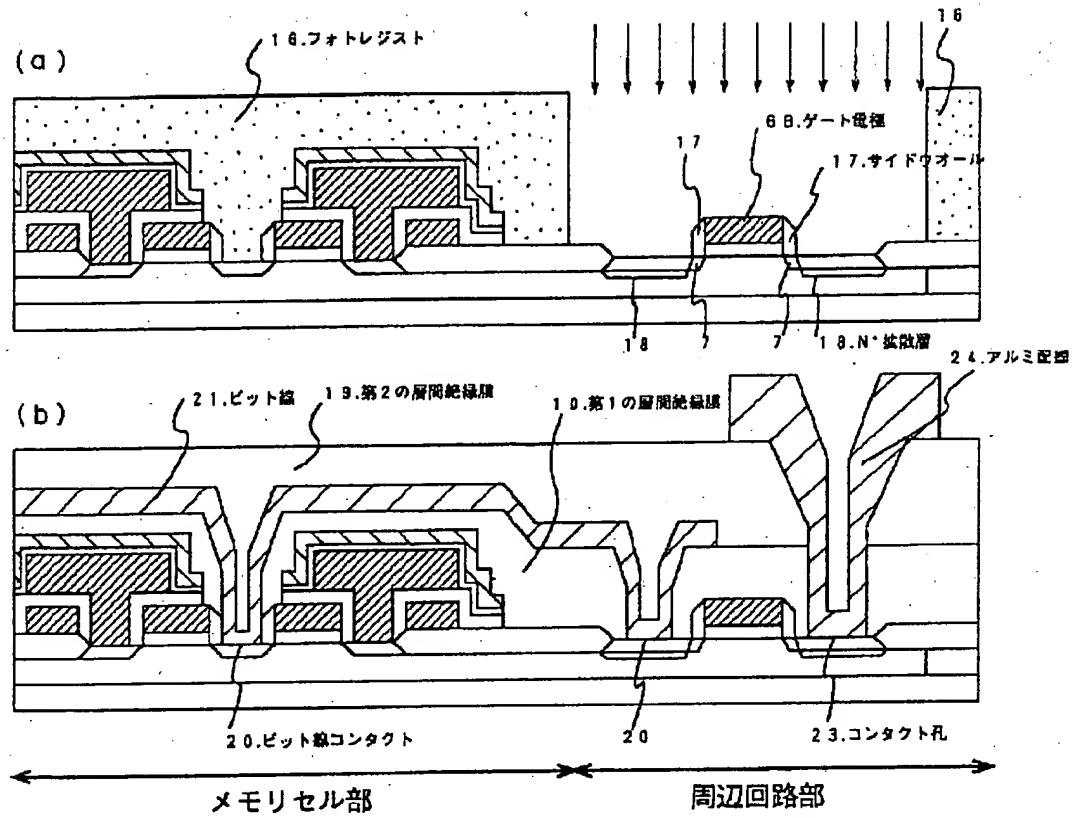 16
16.フォトレジスト
(a)
6B.ゲート電極
17
17.サイドウオール
18
7
7
18.N⁺拡散層
24.アルミ配線
21.ビット線
19.第2の層間絶縁膜
(b)
10.第1の層間絶縁膜
20.ビット線コンタクト
20
23.コンタクト孔
メモリセル部
周辺回路部